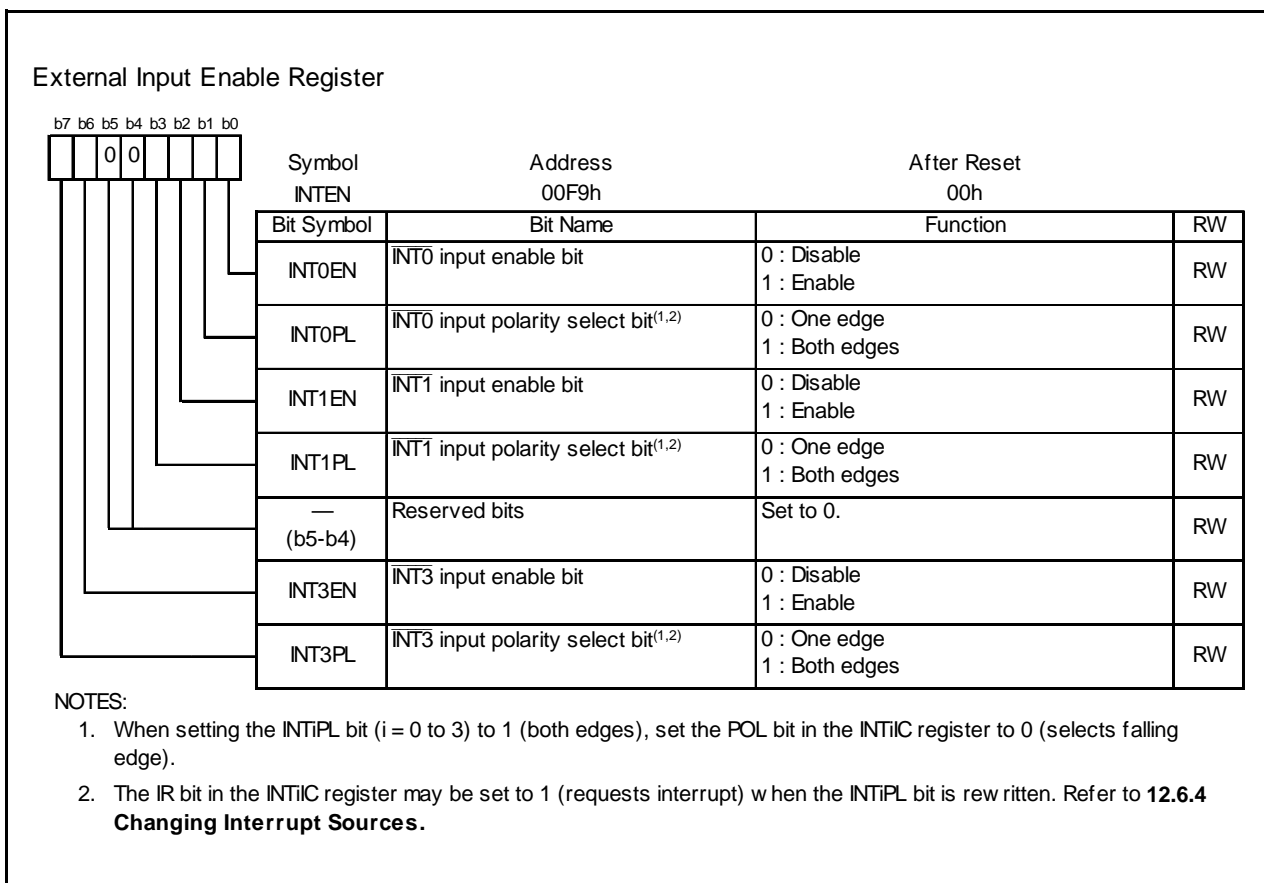 External Input Enable Register
b7 b6 b5 b4 b3 b2 b1 b0
0 0
Symbol Address After Reset
INTEN 00F9h 00h
Bit Symbol Bit Name Function RW
INT0EN INT0 input enable bit 0 : Disable RW
1 : Enable
INT0PL INT0 input polarity select bit(1,2) 0 : One edge RW
1 : Both edges
INT1EN INT1 input enable bit 0 : Disable RW
1 : Enable
INT1PL INT1 input polarity select bit(1,2) 0 : One edge RW
1 : Both edges
— Reserved bits Set to 0. RW
(b5-b4)
INT3EN INT3 input enable bit 0 : Disable RW
1 : Enable
INT3PL INT3 input polarity select bit(1,2) 0 : One edge RW
1 : Both edges
NOTES:
1. When setting the INTiPL bit (i = 0 to 3) to 1 (both edges), set the POL bit in the INTiIC register to 0 (selects falling
edge).
2. The IR bit in the INTiIC register may be set to 1 (requests interrupt) w hen the INTiPL bit is rew ritten. Refer to 12.6.4
Changing Interrupt Sources.